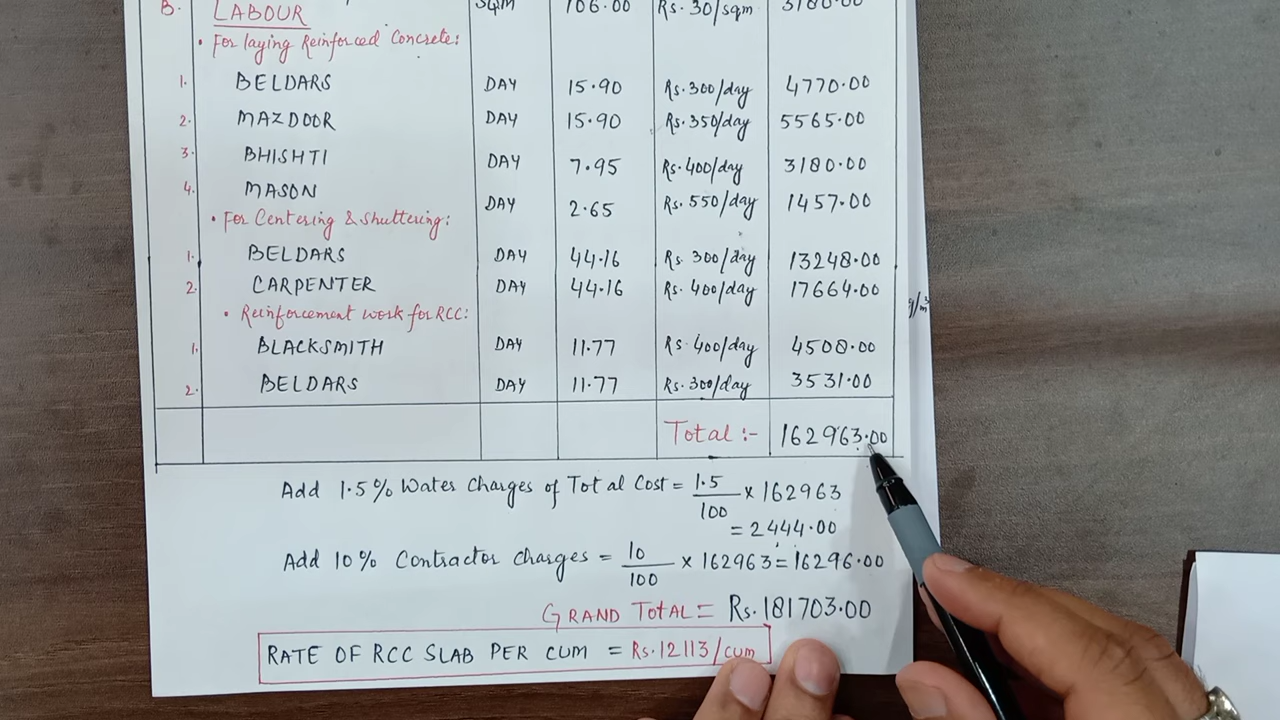 B. LABOUR Sqm 106.00 Rs. 30/sqm 3180.00
• For laying Reinforced Concrete:
1. BELDARS DAY 15.90 Rs.300/day 4770.00
2. MAZDOOR DAY 15.90 Rs.350/day 5565.00
3. BHISHTI DAY 7.95 Rs.400/day 3180.00
4. MASON DAY 2.65 Rs.550/day 1457.00
• For Centering & Shuttering:
1. BELDARS DAY 44.16 Rs. 300/day 13248.00
2. CARPENTER DAY 44.16 Rs.400/day 17664.00
• Reinforcement work for RCC:
1. BLACKSMITH DAY 11.77 Rs.400/day 4508.00
2. BELDARS DAY 11.77 Rs.300/day 3531.00
Total :- 162963.00
Add 1.5% Water Charges of Total Cost = 1.5/100 x 162963
= 2444.00
Add 10% Contractor Charges = 10/100 x 162963 = 16296.00
GRAND TOTAL = Rs.181703.00
RATE OF RCC SLAB PER CUM = Rs.12113/cum